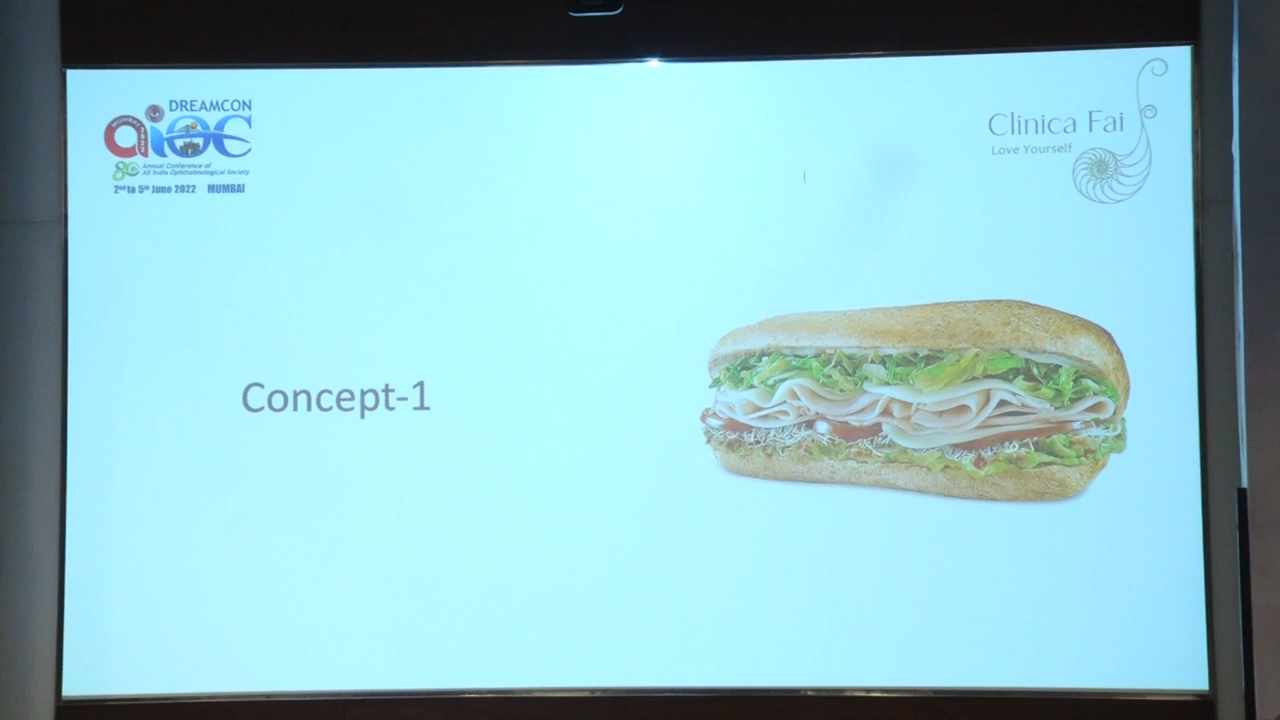 DREAMCON
MUMBAI
aioc
80
Annual Conference of
All India Ophthalmological Society
2nd to 5th June 2022 MUMBAI
Clinica Fai
Love Yourself
Concept-1